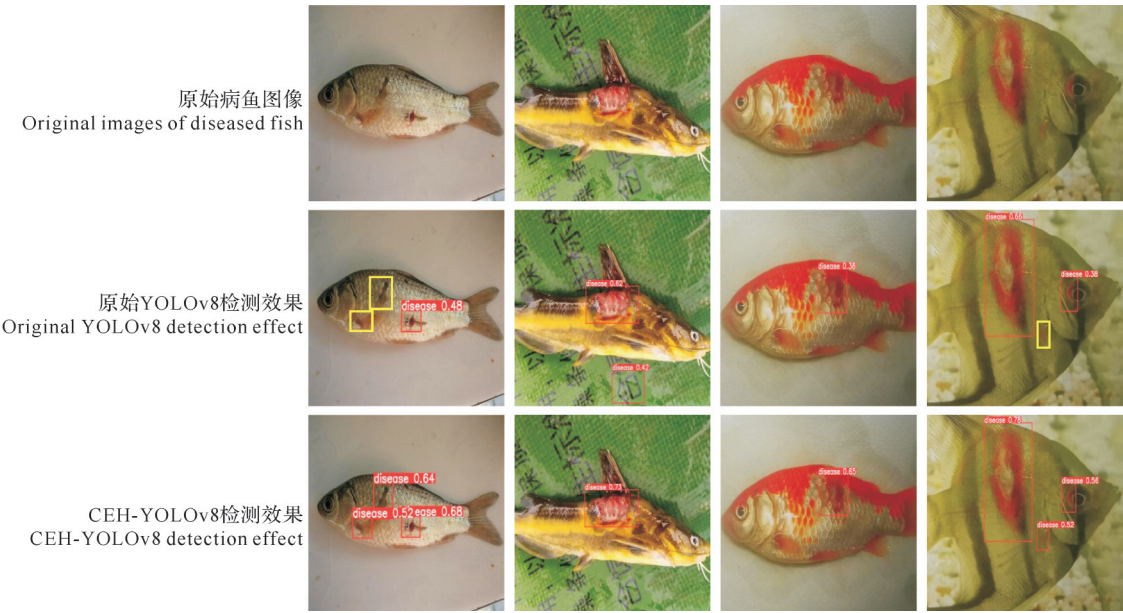 原始病鱼图像
Original images of diseased fish
原始YOLOv8检测效果
Original YOLOv8 detection effect
disease 0.48
disease 0.62
disease 0.42
disease 0.38
disease 0.66
disease 0.38
CEH-YOLOv8检测效果
CEH-YOLOv8 detection effect
disease 0.64
disease 0.52
ease 0.68
disease 0.73
disease 0.65
disease 0.78
disease 0.56
disease 0.52